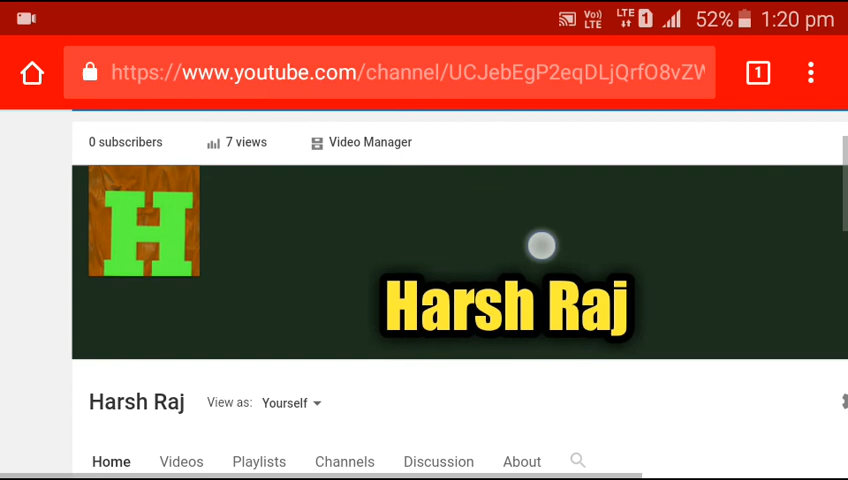 Vo) LTE LTE 1 52% 1:20 pm
https://www.youtube.com/channel/UCJebEgP2eqDLjQrfO8vZW 1
0 subscribers 7 views Video Manager
H
Harsh Raj
Harsh Raj View as: Yourself
Home Videos Playlists Channels Discussion About